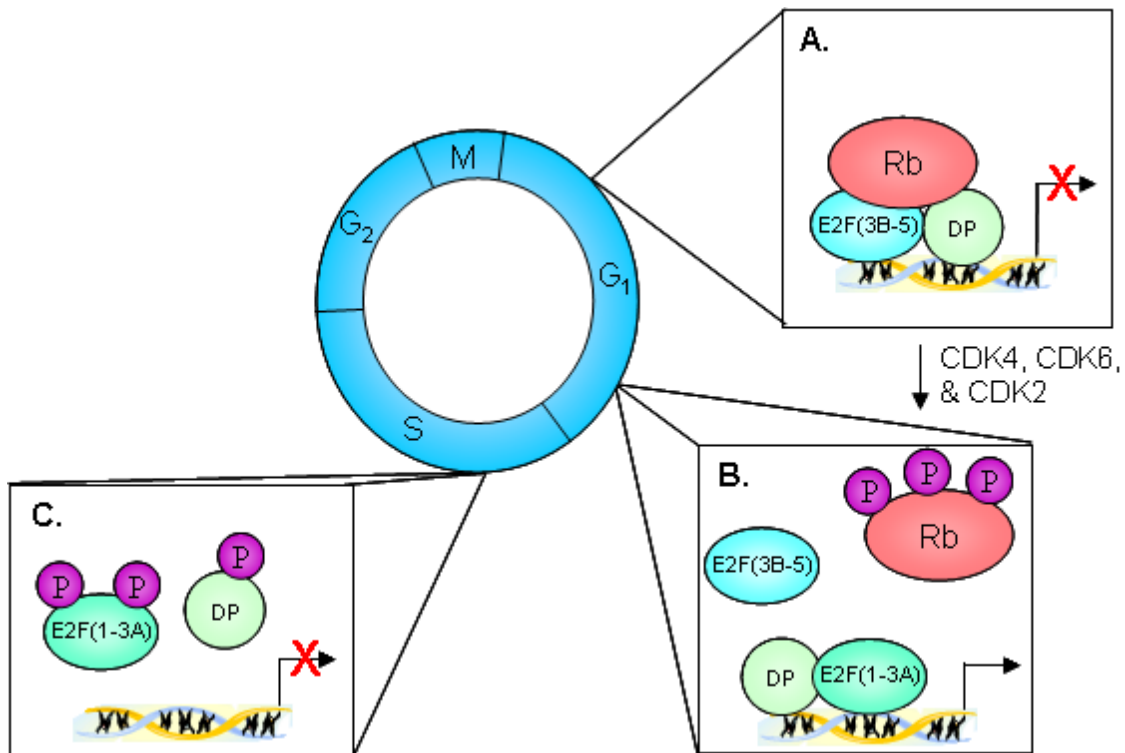 A.
Rb
E2F(3B-5)
DP
X
M
G₂
G₁
S
CDK4, CDK6,
& CDK2
B.
P P P
Rb
E2F(3B-5)
DP
E2F(1-3A)
C.
P P
P
E2F(1-3A)
DP
X